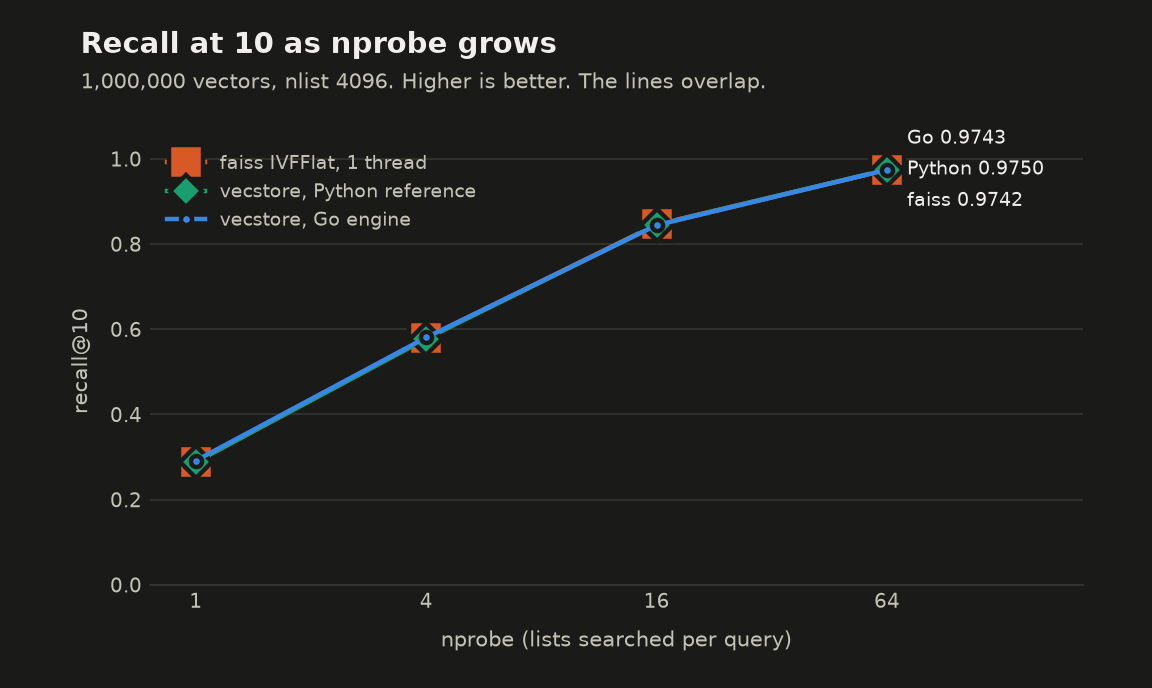 Recall at 10 as nprobe grows
1,000,000 vectors, nlist 4096. Higher is better. The lines overlap.
faiss IVFFlat, 1 thread
vecstore, Python reference
vecstore, Go engine
Go 0.9743
Python 0.9750
faiss 0.9742
recall@10
1.0
0.8
0.6
0.4
0.2
0.0
1 4 16 64
nprobe (lists searched per query)